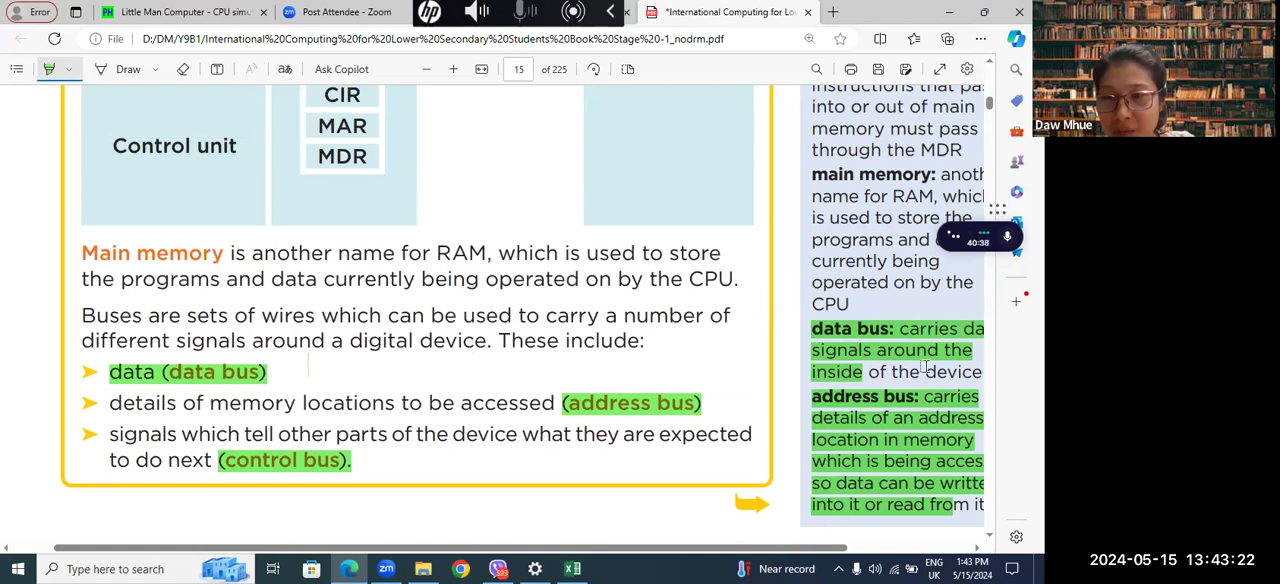 Error
Little Man Computer - CPU simu
Post Attendee - Zoom
*International Computing for Lo
File
D:/DM/Y9B1/International%20Computing%20for%20Lower%20Secondary%20Students%20Book%20Stage%20-1_nodrm.pdf
Draw
Ask Copilot
15 of 225
Control unit
CIR
MAR
MDR
Main memory is another name for RAM, which is used to store
the programs and data currently being operated on by the CPU.
Buses are sets of wires which can be used to carry a number of
different signals around a digital device. These include:
data (data bus)
details of memory locations to be accessed (address bus)
signals which tell other parts of the device what they are expected
to do next (control bus).
instructions that pa
into or out of main
memory must pass
through the MDR
main memory: anoth
name for RAM, whic
is used to store the
programs and
currently being
operated on by the
CPU
data bus: carries da
signals around the
inside of the device
address bus: carries
details of an address
location in memory
which is being acces
so data can be writte
into it or read from it
40:38
Daw Mhue
Type here to search
Near record
ENG
UK
1:43 PM
5/15/2024
2024-05-15 13:43:22